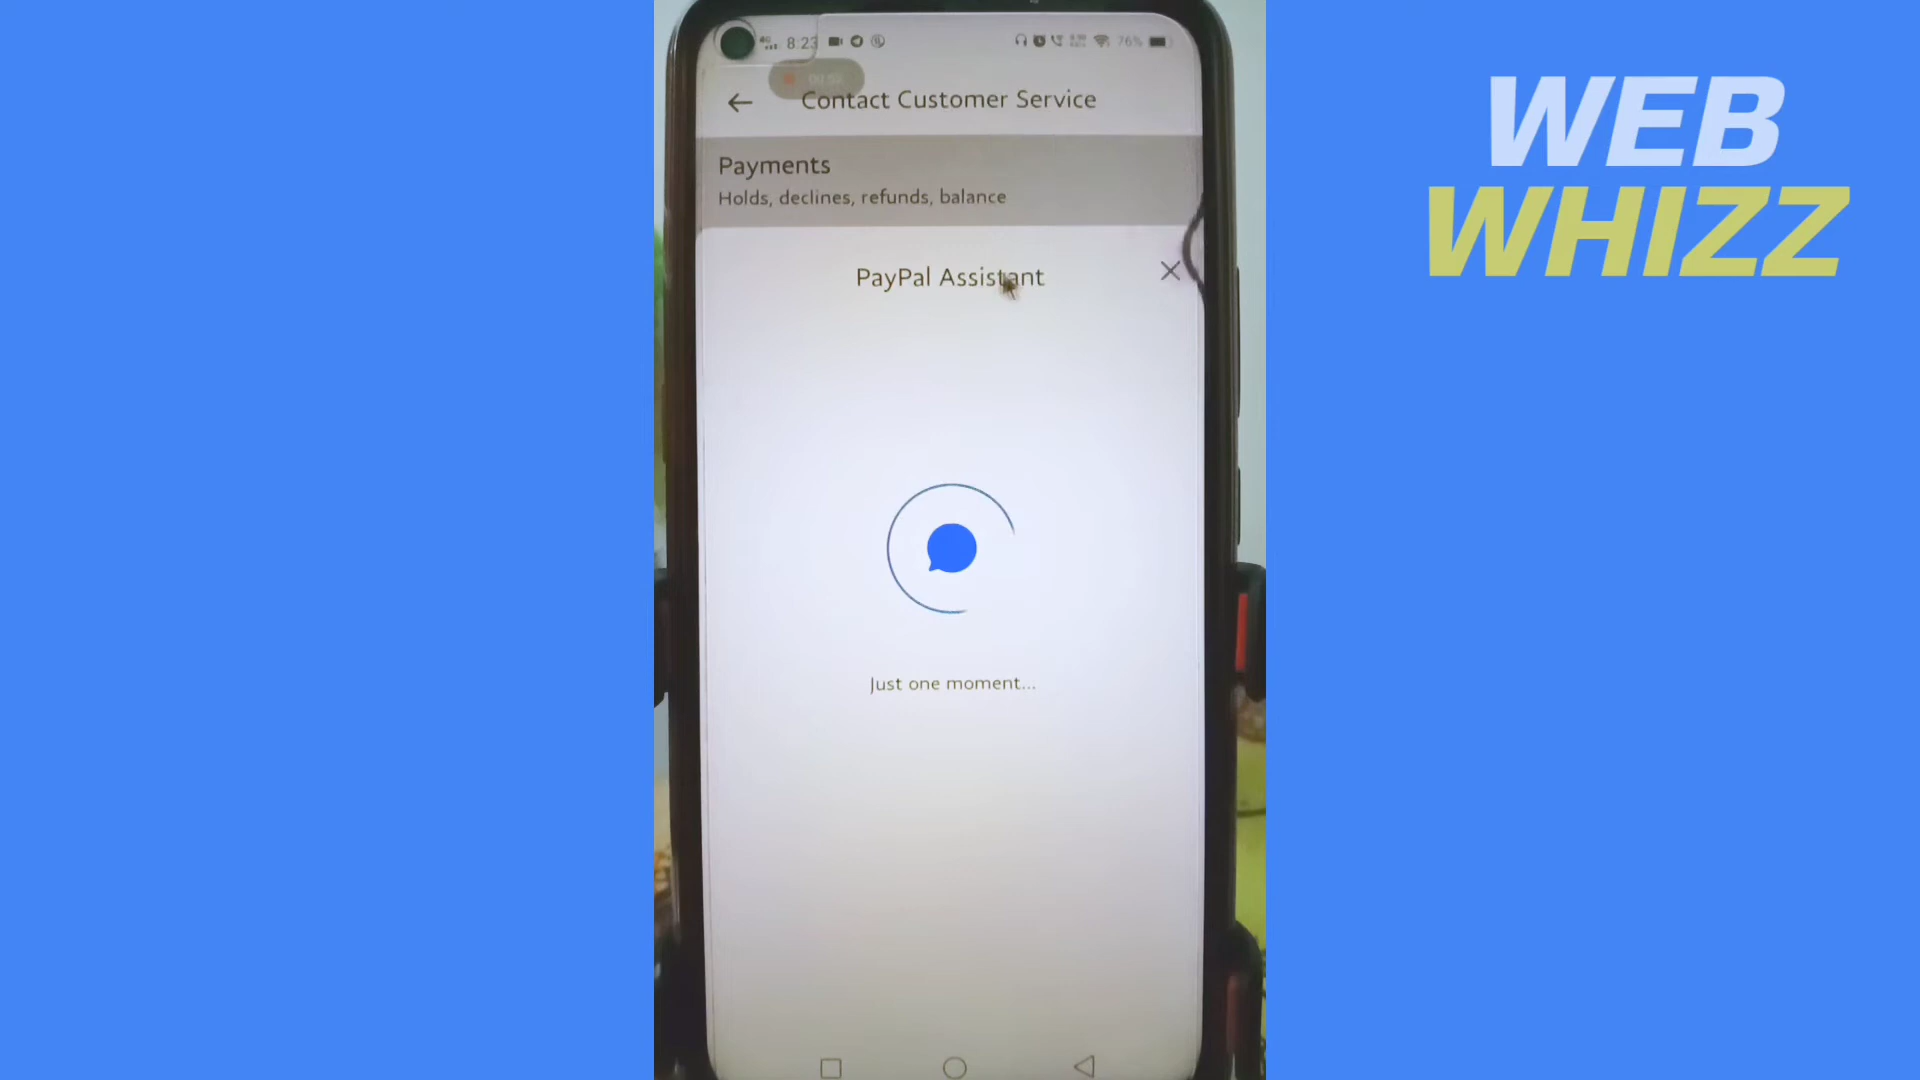 8:23
76%
Contact Customer Service
Payments
Holds, declines, refunds, balance
PayPal Assistant
Just one moment...
WEB
WHIZZ